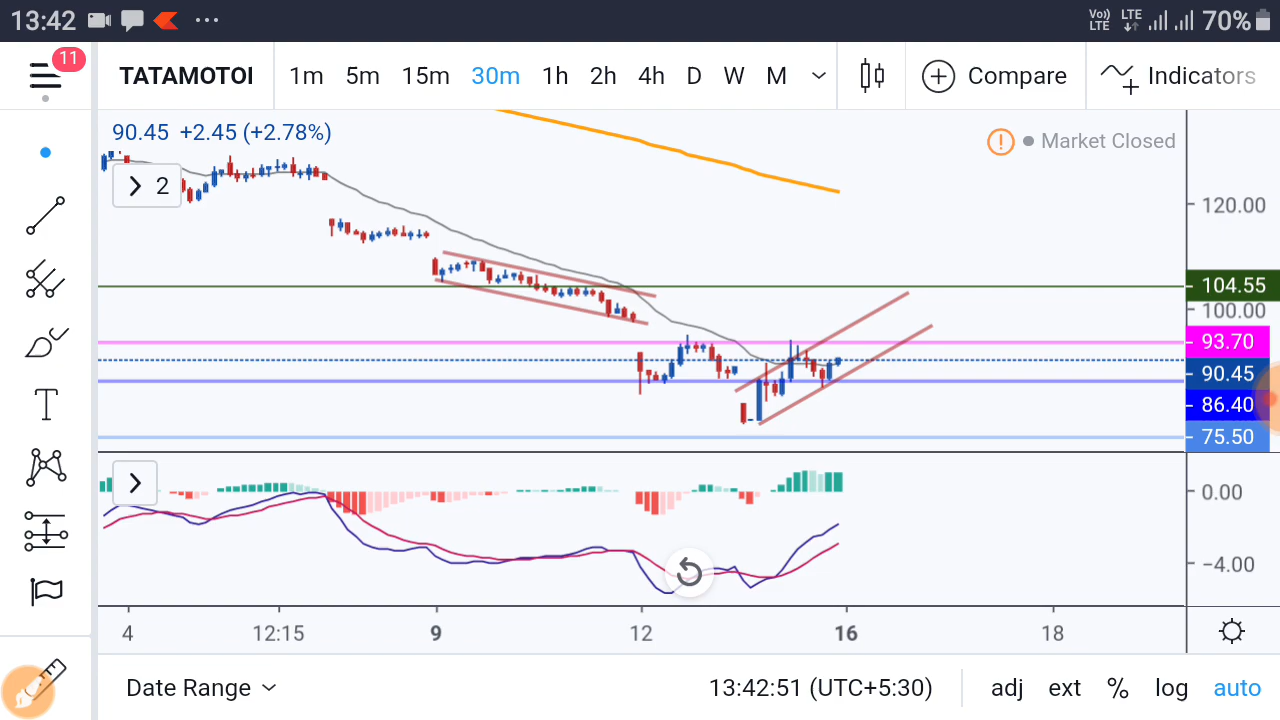 13:42 Vo)) LTE LTE 70%
11 TATAMOTOI 1m 5m 15m 30m 1h 2h 4h D W M Compare Indicators
90.45 +2.45 (+2.78%) Market Closed
2
120.00
104.55
100.00
93.70
90.45
86.40
75.50
0.00
−4.00
4 12:15 9 12 16 18
Date Range 13:42:51 (UTC+5:30) adj ext % log auto